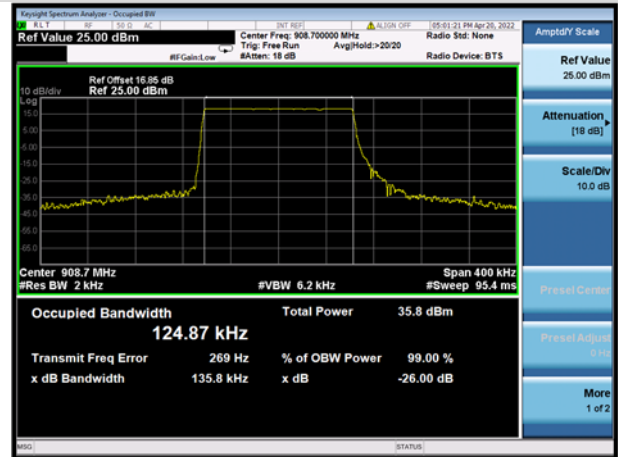 Keysight Spectrum Analyzer - Occupied BW
RLT RF 50 Ω AC INT REF ALIGN OFF 05:01:21 PM Apr 20, 2022
Ref Value 25.00 dBm Center Freq: 908.700000 MHz Radio Std: None
Trig: Free Run Avg|Hold:>20/20
#IFGain:Low #Atten: 18 dB Radio Device: BTS
Ref Offset 16.85 dB
10 dB/div Ref 25.00 dBm
Log
15.0
5.00
-5.00
-15.0
-25.0
-35.0
-45.0
-55.0
-65.0
Center 908.7 MHz Span 400 kHz
#Res BW 2 kHz #VBW 6.2 kHz #Sweep 95.4 ms
Occupied Bandwidth Total Power 35.8 dBm
124.87 kHz
Transmit Freq Error 269 Hz % of OBW Power 99.00 %
x dB Bandwidth 135.8 kHz x dB -26.00 dB
MSG STATUS
Amptd/Y Scale
Ref Value
25.00 dBm
Attenuation
[18 dB]
Scale/Div
10.0 dB
Presel Center
Presel Adjust
0 Hz
More
1 of 2